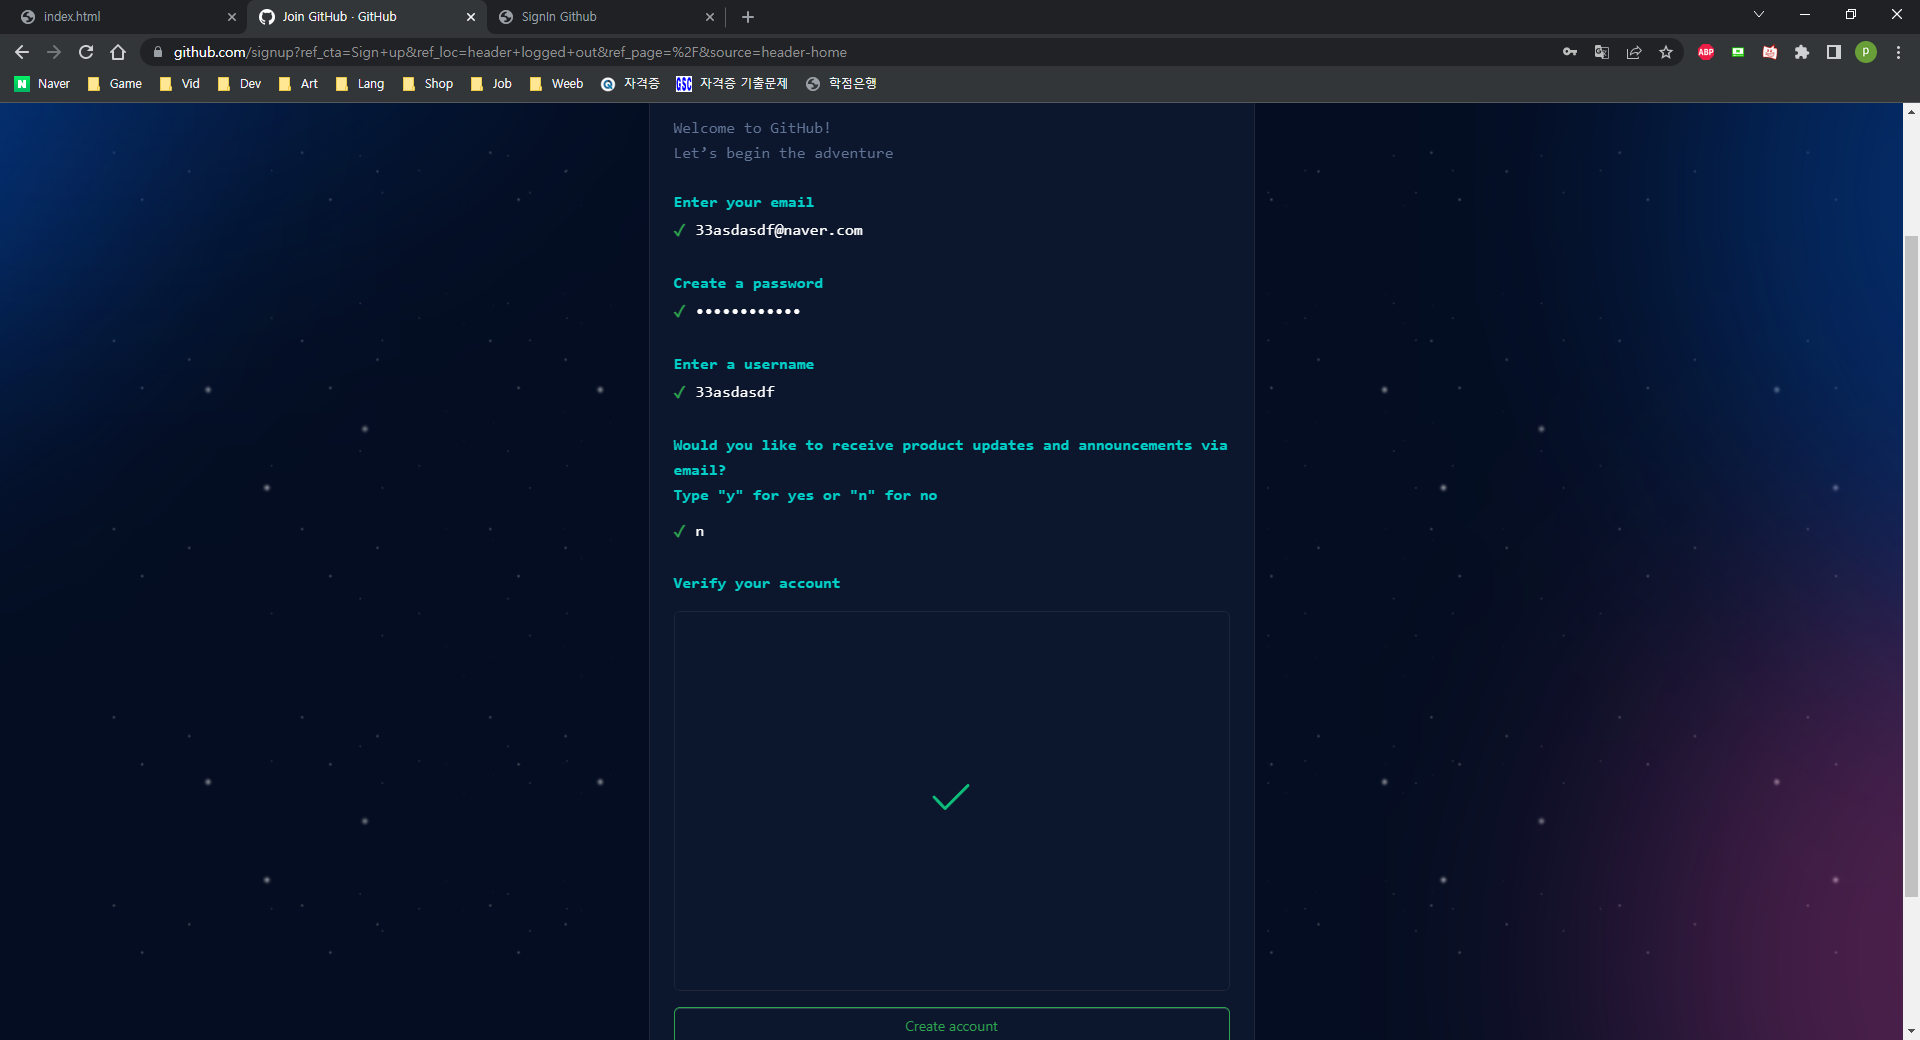 index.html
Join GitHub · GitHub
SignIn Github
github.com/signup?ref_cta=Sign+up&ref_loc=header+logged+out&ref_page=%2F&source=header-home
ABP
P
N Naver
Game
Vid
Dev
Art
Lang
Shop
Job
Weeb
Q 자격증
GSC 자격증 기출문제
학점은행
Welcome to GitHub!
Let’s begin the adventure
Enter your email
✓ 33asdasdf@naver.com
Create a password
✓ ••••••••••••
Enter a username
✓ 33asdasdf
Would you like to receive product updates and announcements via
email?
Type "y" for yes or "n" for no
✓ n
Verify your account
Create account